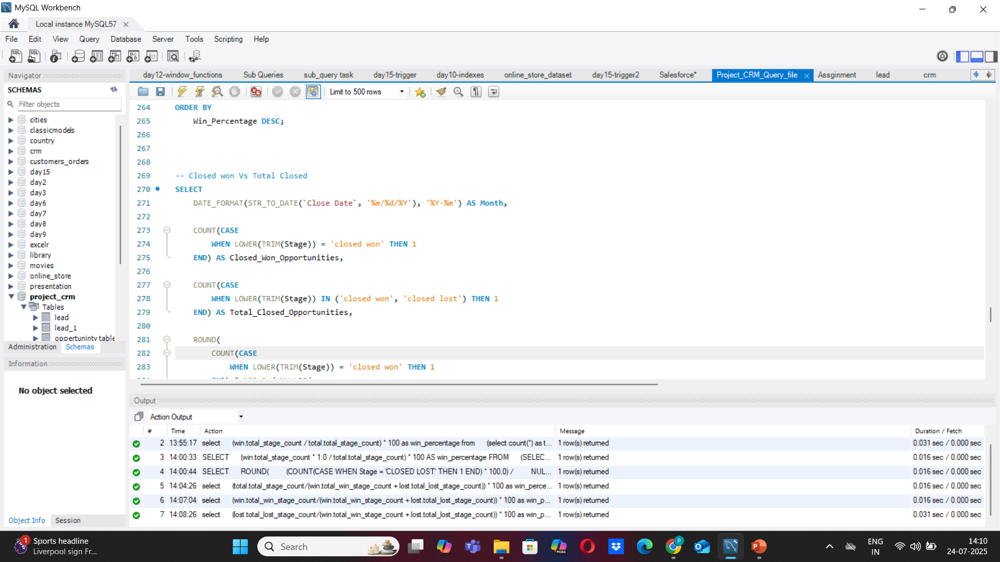 MySQL Workbench
Local instance MySQL57
File Edit View Query Database Server Tools Scripting Help
Navigator
SCHEMAS
Filter objects
cities
classicmodels
country
crm
customers_orders
day15
day2
day3
day6
day7
day8
day9
excelr
library
movies
online_store
presentation
project_crm
Tables
lead
lead_1
oppertuninty table
Administration Schemas
Information
No object selected
Object Info Session
day12-window_functions Sub Queries sub_query task day15-trigger day10-indexes online_store_dataset day15-trigger2 Salesforce* Project_CRM_Query_file Assginment lead crm
Limit to 500 rows
264 ORDER BY
265 Win_Percentage DESC;
266
267
268
269 -- Closed won Vs Total Closed
270 SELECT
271 DATE_FORMAT(STR_TO_DATE(`Close Date`, '%m/%d/%Y'), '%Y-%m') AS Month,
272
273 COUNT(CASE
274 WHEN LOWER(TRIM(Stage)) = 'closed won' THEN 1
275 END) AS Closed_Won_Opportunities,
276
277 COUNT(CASE
278 WHEN LOWER(TRIM(Stage)) IN ('closed won', 'closed lost') THEN 1
279 END) AS Total_Closed_Opportunities,
280
281 ROUND(
282 COUNT(CASE
283 WHEN LOWER(TRIM(Stage)) = 'closed won' THEN 1
Output
Action Output
# Time Action Message Duration / Fetch
2 13:55:17 select (win.total_stage_count / total.total_stage_count) * 100 as win_percentage from (select count(*) as t... 1 row(s) returned 0.031 sec / 0.000 sec
3 14:00:33 SELECT (win.total_stage_count * 1.0 / total.total_stage_count) * 100 AS win_percentage FROM (SELEC... 1 row(s) returned 0.016 sec / 0.000 sec
4 14:00:44 SELECT ROUND( (COUNT(CASE WHEN Stage = 'CLOSED LOST' THEN 1 END) * 100.0) / NUL... 1 row(s) returned 0.016 sec / 0.000 sec
5 14:04:26 select (total.total_stage_count/(win.total_win_stage_count + lost.total_lost_stage_count)) * 100 as win_perce... 1 row(s) returned 0.016 sec / 0.000 sec
6 14:07:04 select (win.total_win_stage_count/(win.total_win_stage_count + lost.total_lost_stage_count)) * 100 as win_p... 1 row(s) returned 0.016 sec / 0.000 sec
7 14:08:26 select (lost.total_lost_stage_count/(win.total_win_stage_count + lost.total_lost_stage_count)) * 100 as win_p... 1 row(s) returned 0.031 sec / 0.000 sec
1
Sports headline
Liverpool sign Fr...
Search
M365
P
ENG
IN
14:10
24-07-2025